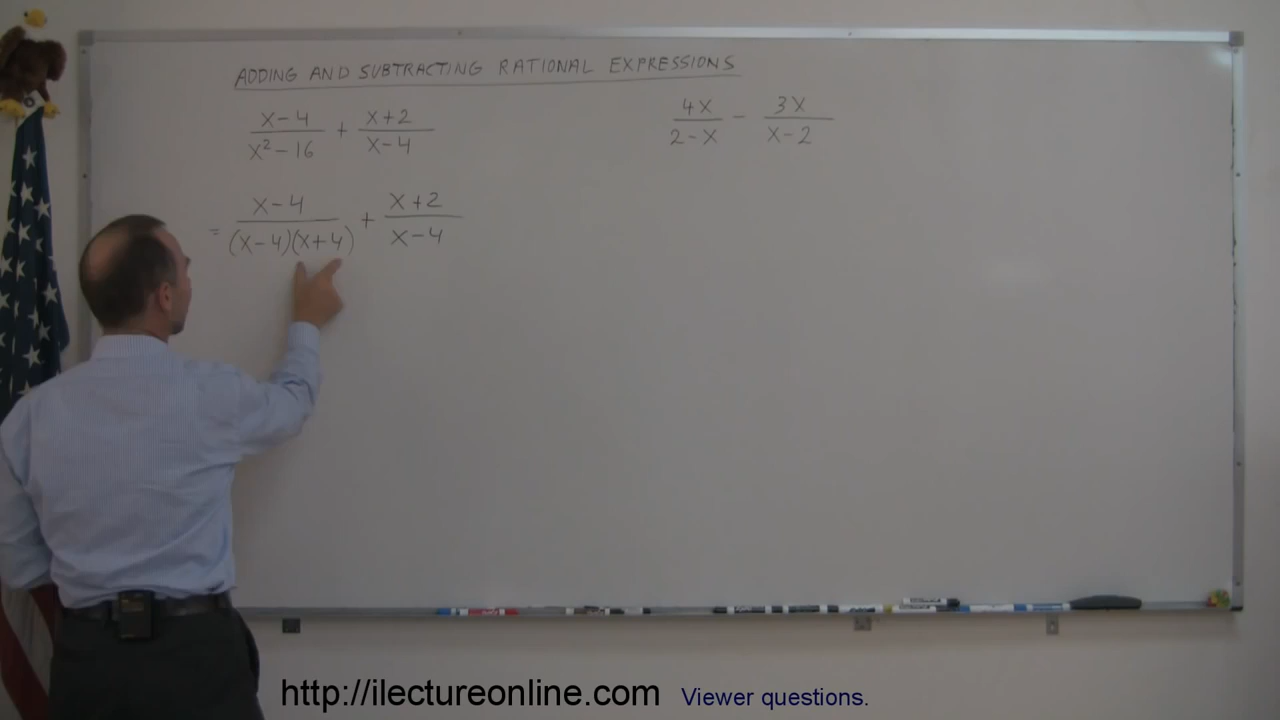 ADDING AND SUBTRACTING RATIONAL EXPRESSIONS
x-4 / x²-16 + x+2 / x-4
= x-4 / (x-4)(x+4) + x+2 / x-4
4x / 2-x - 3x / x-2
http://ilectureonline.com Viewer questions.